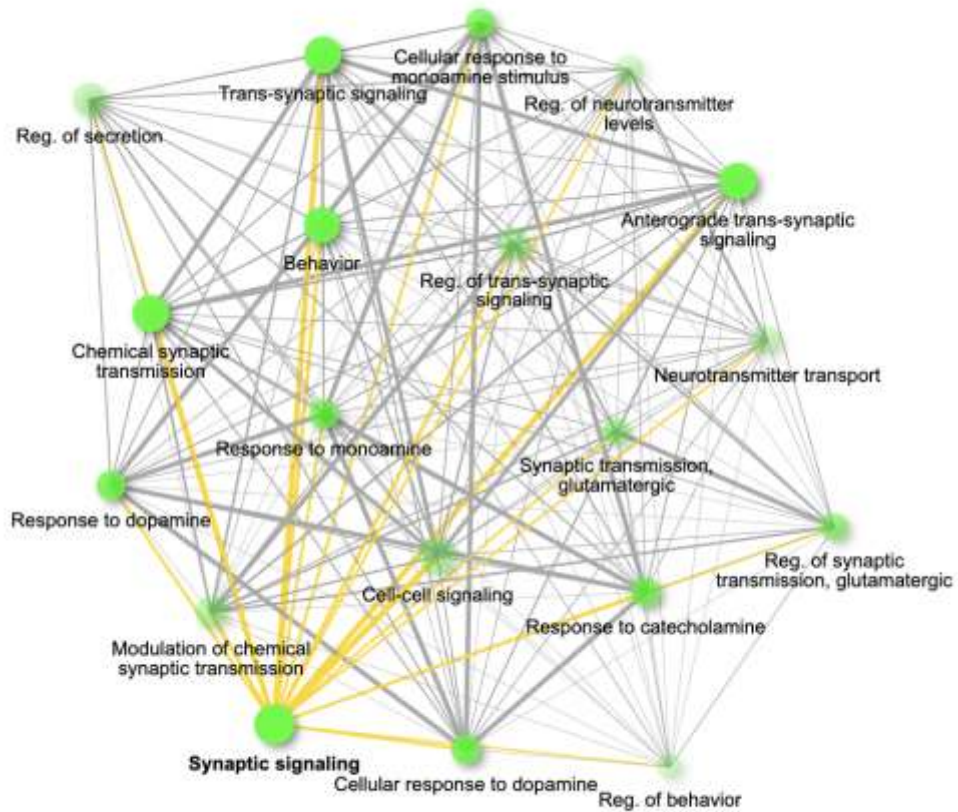 Cellular response to
monoamine stimulus
Trans-synaptic signaling
Reg. of neurotransmitter
levels
Reg. of secretion
Anterograde trans-synaptic
signaling
Behavior
Reg. of trans-synaptic
signaling
Chemical synaptic
transmission
Neurotransmitter transport
Response to monoamine
Synaptic transmission,
glutamatergic
Response to dopamine
Reg. of synaptic
transmission, glutamatergic
Cell-cell signaling
Response to catecholamine
Modulation of chemical
synaptic transmission
Synaptic signaling
Cellular response to dopamine
Reg. of behavior